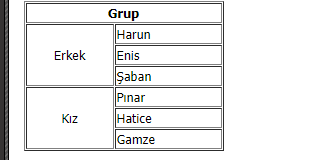 Grup
Erkek
Harun
Enis
Şaban
Kız
Pınar
Hatice
Gamze